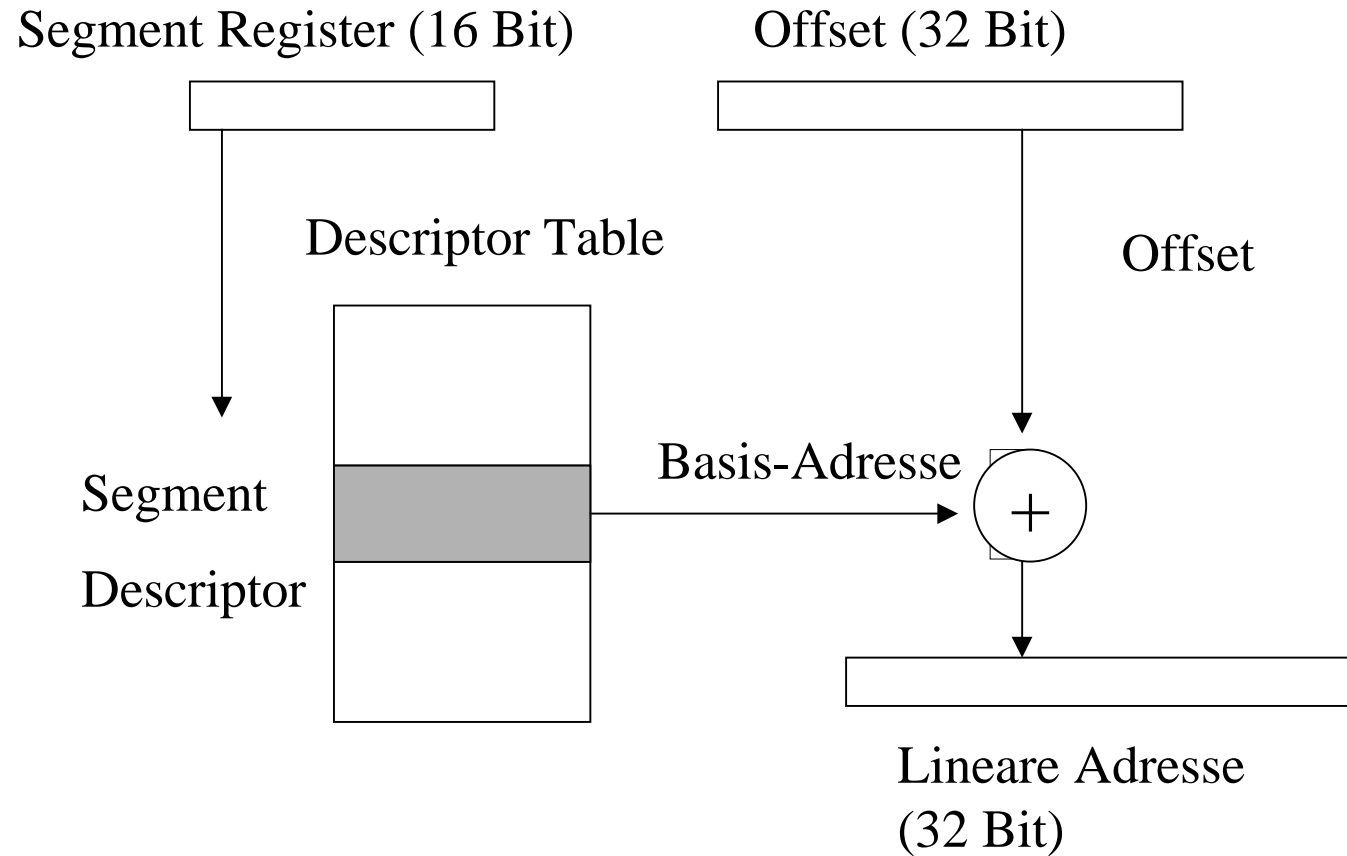 Segment Register (16 Bit)
Offset (32 Bit)
Descriptor Table
Offset
Basis-Adresse
Segment
Descriptor
+
Lineare Adresse
(32 Bit)